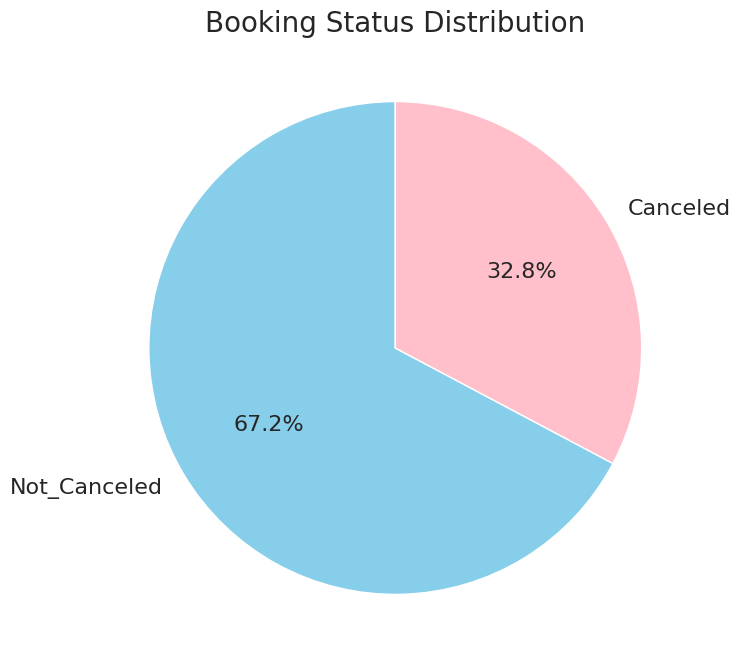 Booking Status Distribution
Canceled
32.8%
67.2%
Not_Canceled